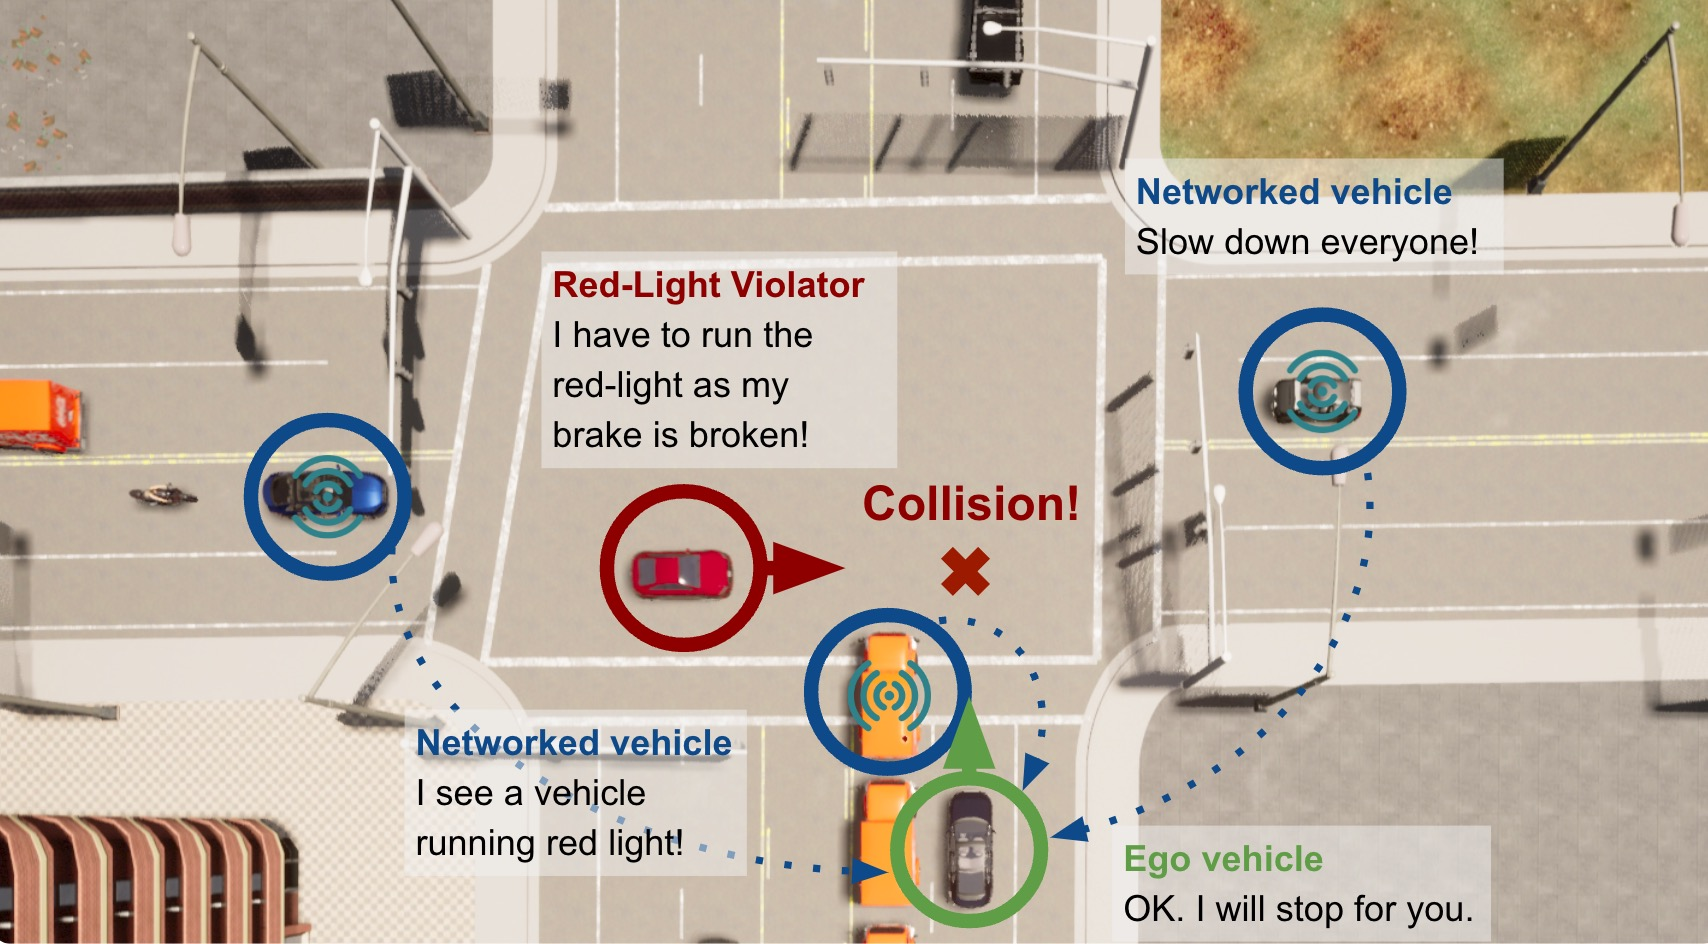 Networked vehicle
Slow down everyone!
Red-Light Violator
I have to run the
red-light as my
brake is broken!
Collision!
Networked vehicle
I see a vehicle
running red light!
Ego vehicle
OK. I will stop for you.